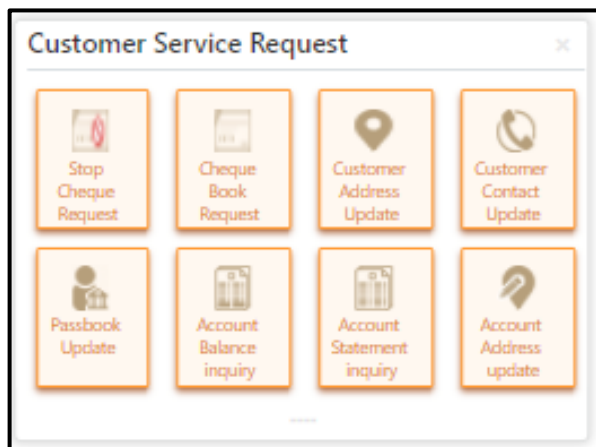 Customer Service Request
Stop
Cheque
Request
Cheque
Book
Request
Customer
Address
Update
Customer
Contact
Update
Passbook
Update
Account
Balance
inquiry
Account
Statement
inquiry
Account
Address
update